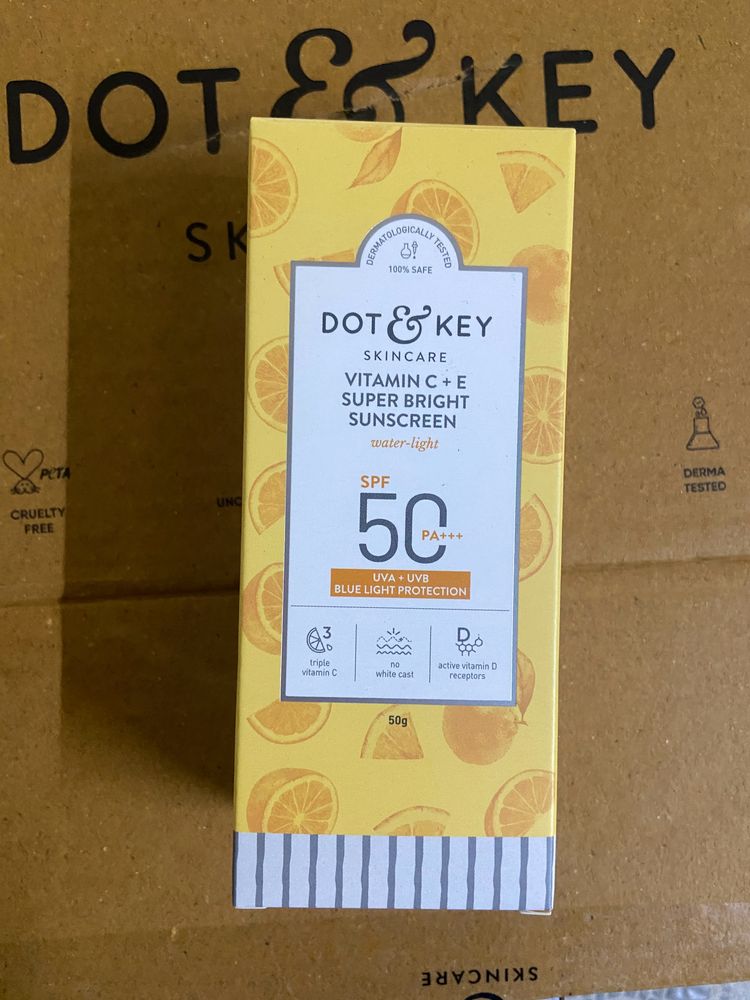 DOT & KEY
SK
DERMATOLOGICALLY TESTED
100% SAFE
DOT & KEY
SKINCARE
VITAMIN C + E
SUPER BRIGHT
SUNSCREEN
water-light
SPF
50
PA+++
UVA + UVB
BLUE LIGHT PROTECTION
3
triple
vitamin C
no
white cast
D
active vitamin D
receptors
50g
PETA
CRUELTY
FREE
UNC
DERMA
TESTED
SKINCARE